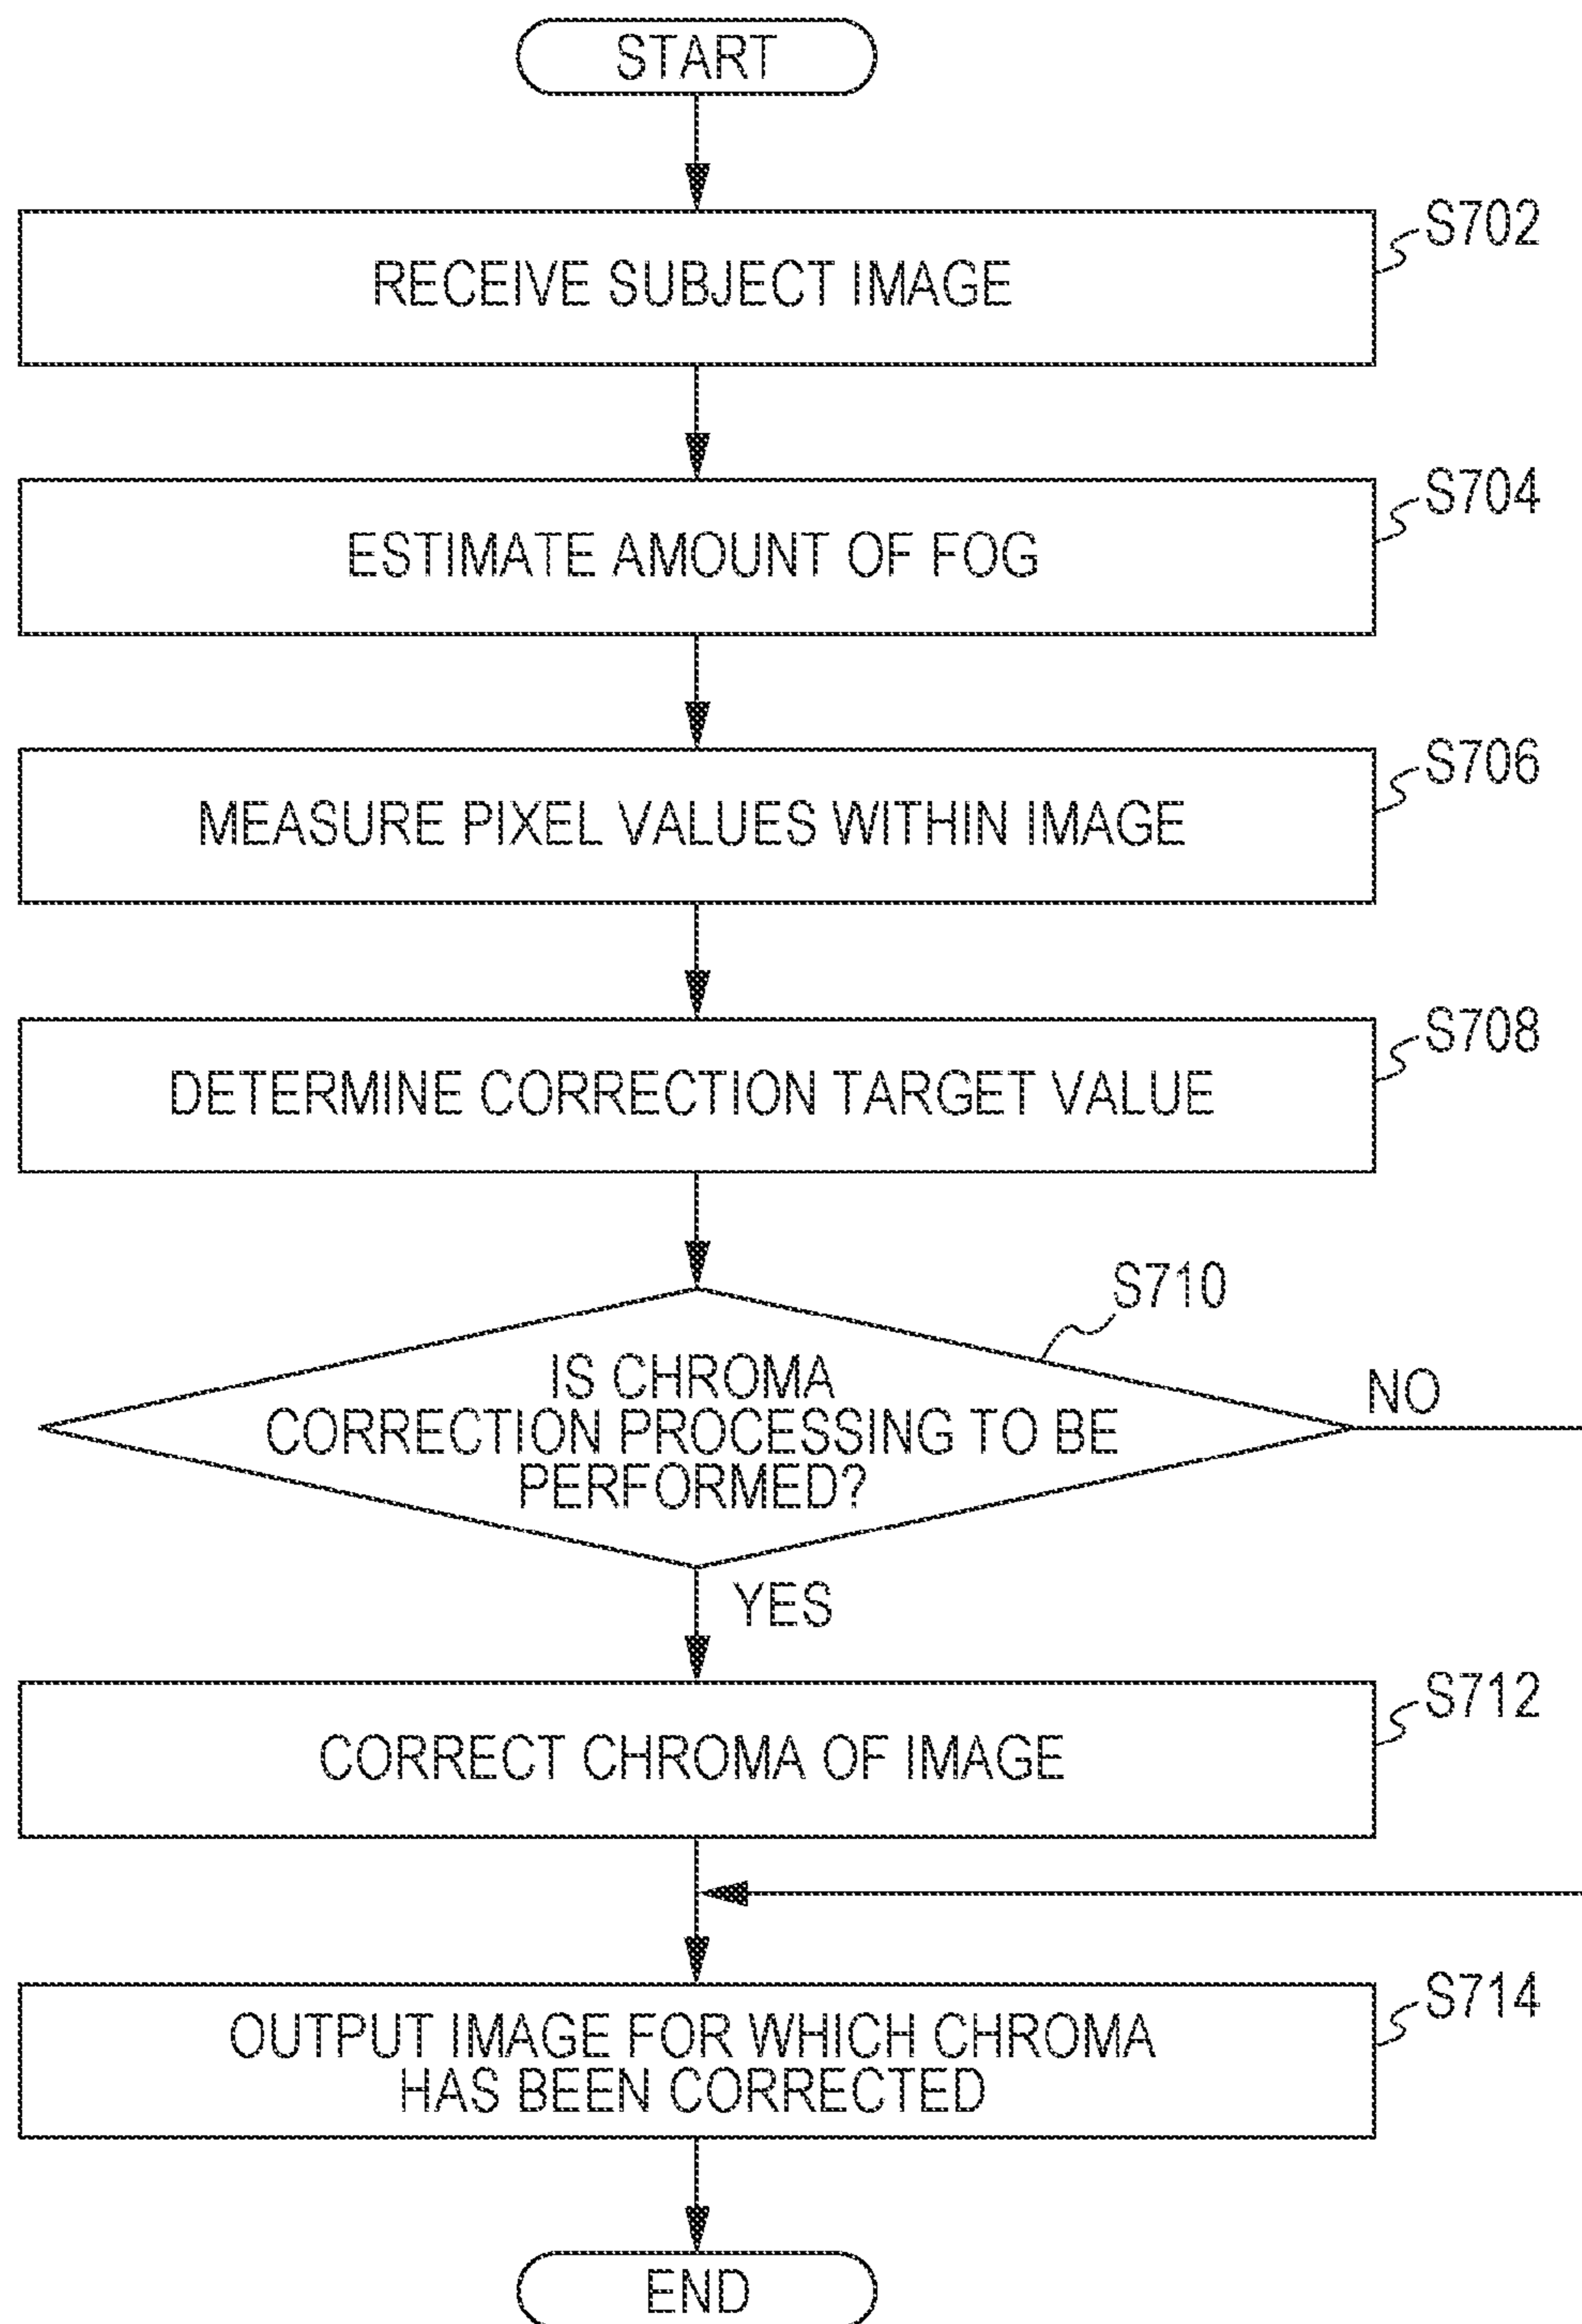 START
RECEIVE SUBJECT IMAGE
S702
ESTIMATE AMOUNT OF FOG
S704
MEASURE PIXEL VALUES WITHIN IMAGE
S706
DETERMINE CORRECTION TARGET VALUE
S708
S710
IS CHROMA
CORRECTION PROCESSING TO BE
PERFORMED?
NO
YES
CORRECT CHROMA OF IMAGE
S712
OUTPUT IMAGE FOR WHICH CHROMA
HAS BEEN CORRECTED
S714
END